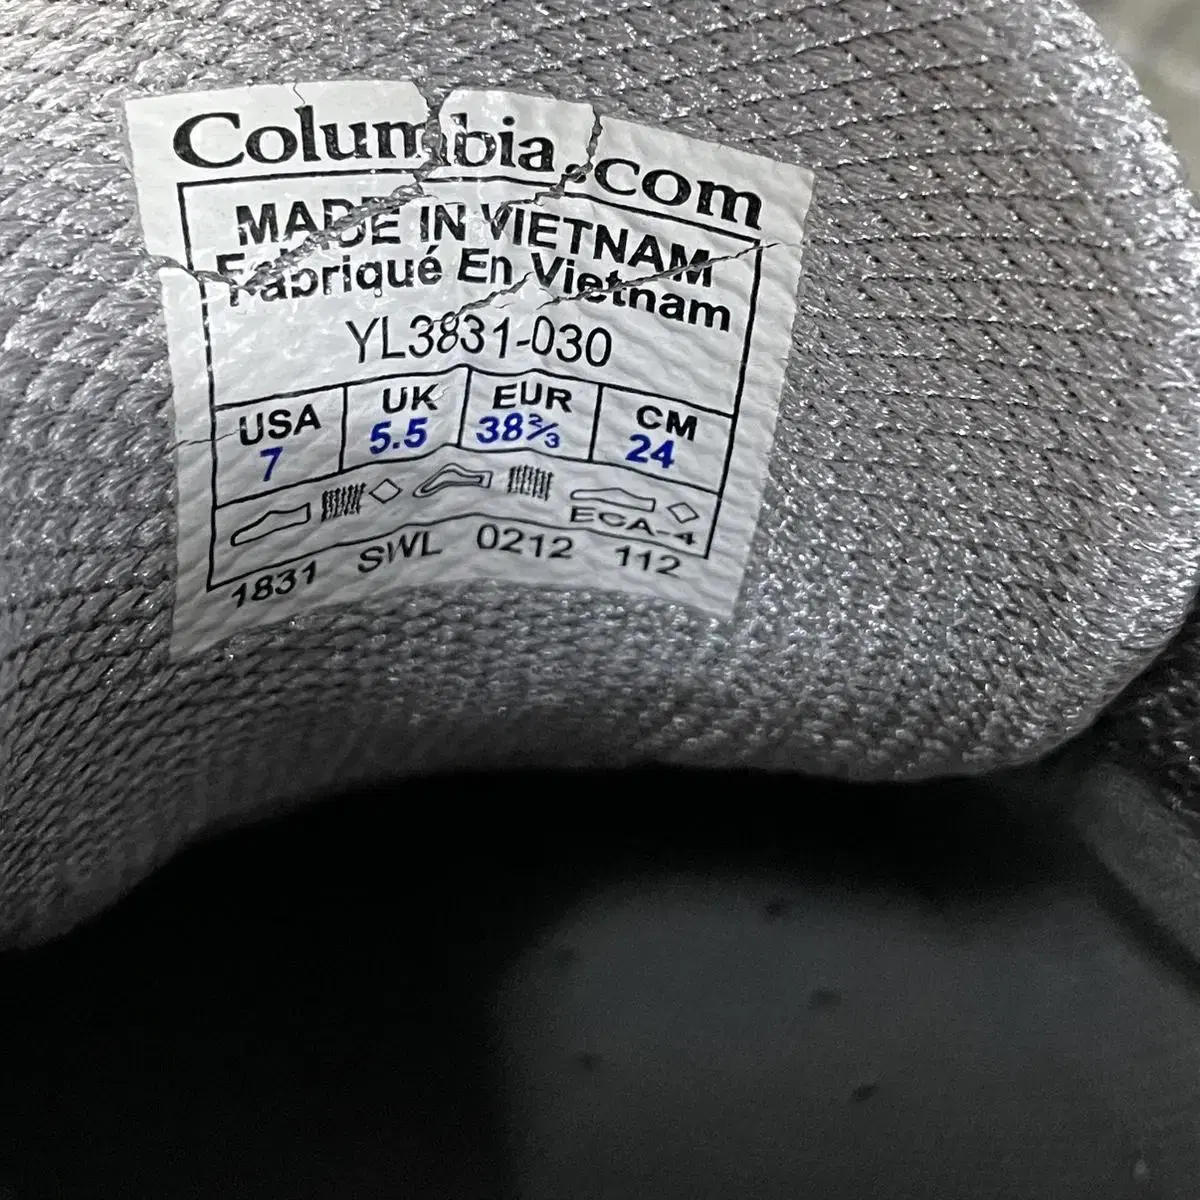 Columbia.com
MADE IN VIETNAM
Fabriqué En Vietnam
YL3831-030
USA UK EUR CM
7 5.5 38⅔ 24
ECA-4
1831 SWL 0212 112